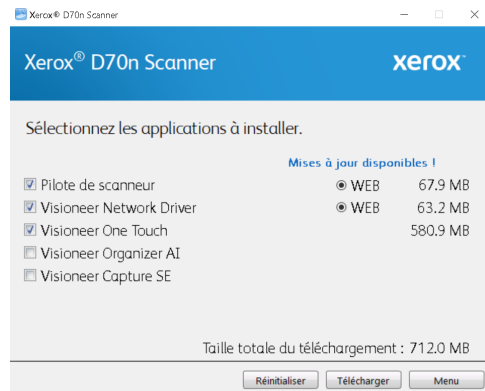 Xerox® D70n Scanner
Xerox® D70n Scanner
xerox™
Sélectionnez les applications à installer.
Mises à jour disponibles !
Pilote de scanneur WEB 67.9 MB
Visioneer Network Driver WEB 63.2 MB
Visioneer One Touch 580.9 MB
Visioneer Organizer AI
Visioneer Capture SE
Taille totale du téléchargement : 712.0 MB
Réinitialiser Télécharger Menu